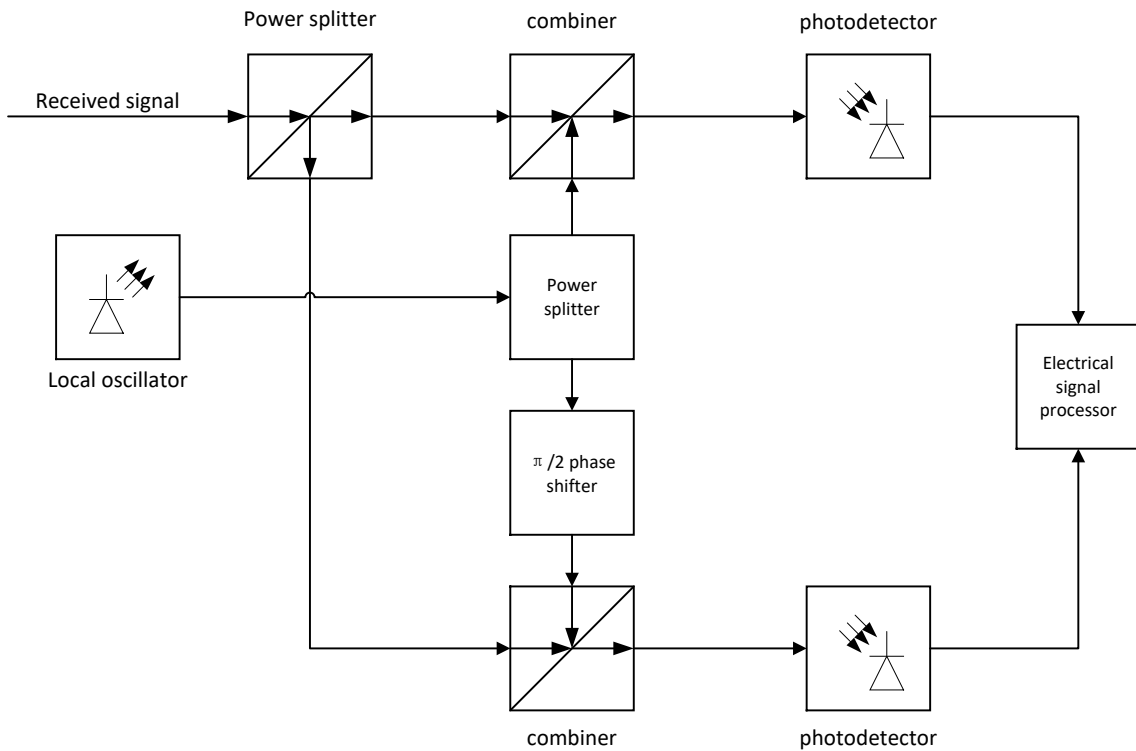 Power splitter
combiner
photodetector
Received signal
Power
splitter
Local oscillator
Electrical
signal
processor
π/2 phase
shifter
combiner
photodetector